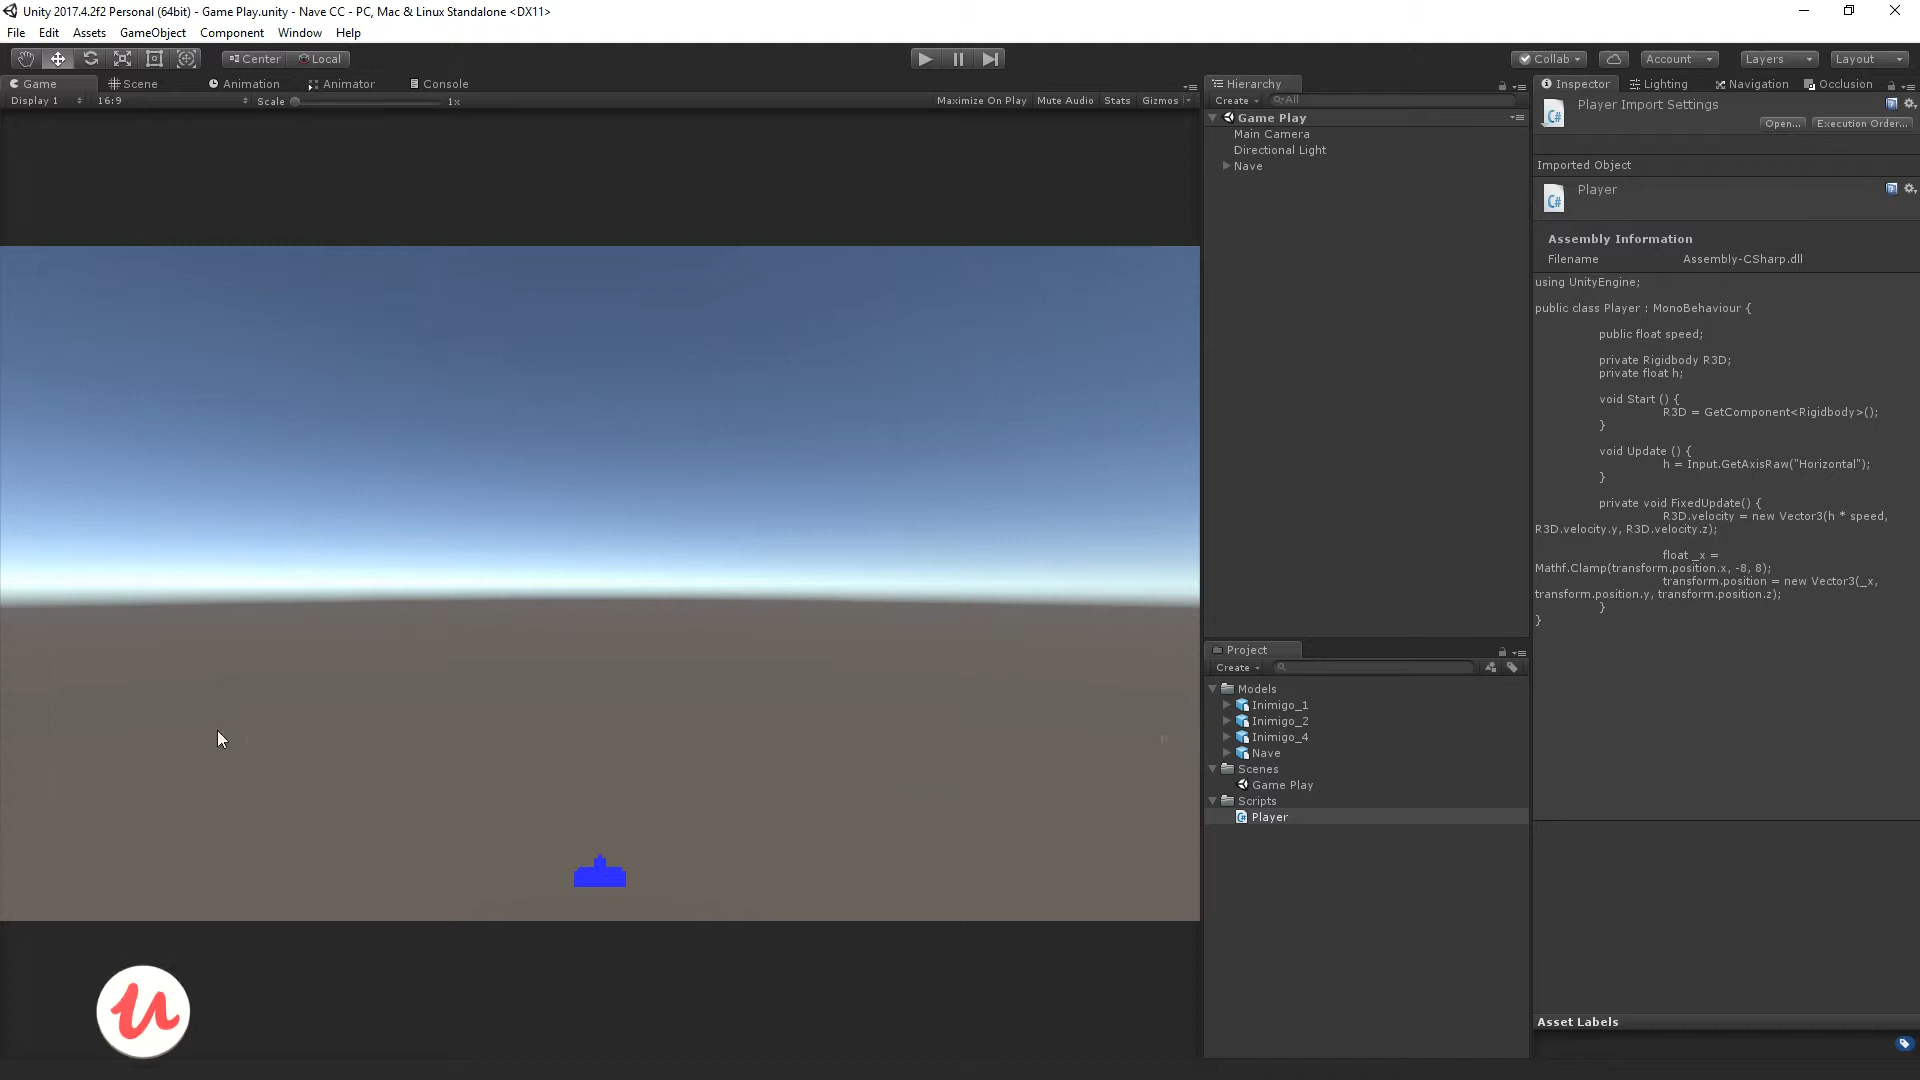 Unity 2017.4.2f2 Personal (64bit) - Game Play.unity - Nave CC - PC, Mac & Linux Standalone <DX11>
File Edit Assets GameObject Component Window Help
Center Local Collab Account Layers Layout
Game Scene Animation Animator Console
Display 1 16:9 Scale 1x Maximize On Play Mute Audio Stats Gizmos
Hierarchy
Create All
Game Play
Main Camera
Directional Light
Nave
Project
Create
Models
Inimigo_1
Inimigo_2
Inimigo_4
Nave
Scenes
Game Play
Scripts
C# Player
Inspector Lighting Navigation Occlusion
C# Player Import Settings
Open... Execution Order...
Imported Object
C# Player
Assembly Information
Filename Assembly-CSharp.dll
using UnityEngine;
public class Player : MonoBehaviour {
public float speed;
private Rigidbody R3D;
private float h;
void Start () {
R3D = GetComponent<Rigidbody>();
}
void Update () {
h = Input.GetAxisRaw("Horizontal");
}
private void FixedUpdate() {
R3D.velocity = new Vector3(h * speed,
R3D.velocity.y, R3D.velocity.z);
float _x =
Mathf.Clamp(transform.position.x, -8, 8);
transform.position = new Vector3(_x,
transform.position.y, transform.position.z);
}
}
Asset Labels
u